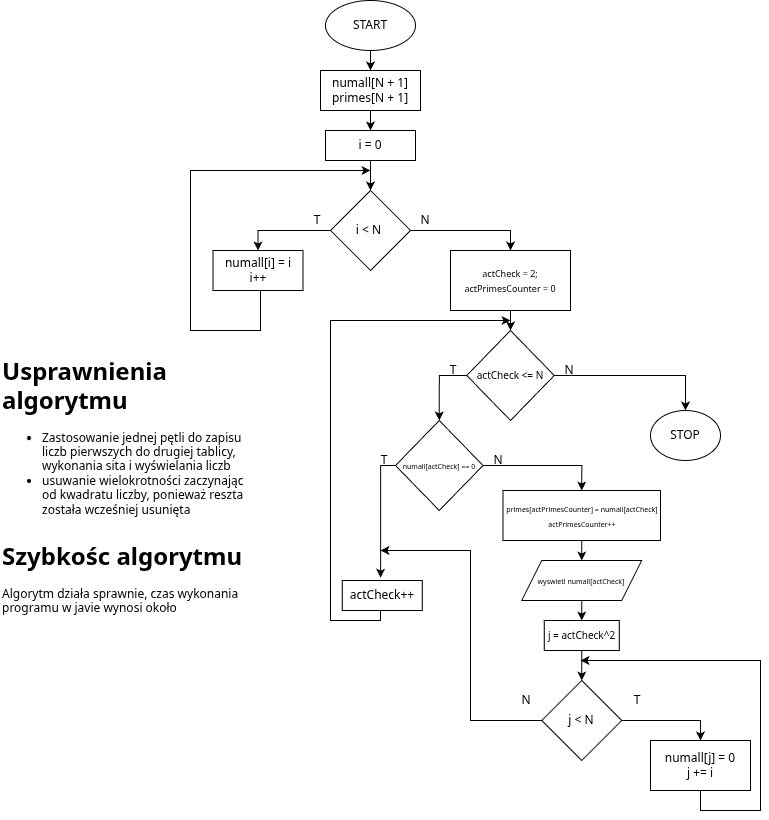 START
numall[N + 1]
primes[N + 1]
i = 0
i < N
T
N
numall[i] = i
i++
actCheck = 2;
actPrimesCounter = 0
actCheck <= N
T
N
STOP
numall[actCheck] == 0
T
N
primes[actPrimesCounter] = numall[actCheck]
actPrimesCounter++
wyswietl numall[actCheck]
actCheck++
j = actCheck^2
j < N
N
T
numall[j] = 0
j += i
Usprawnienia
algorytmu
• Zastosowanie jednej pętli do zapisu
liczb pierwszych do drugiej tablicy,
wykonania sita i wyświelania liczb
• usuwanie wielokrotności zaczynając
od kwadratu liczby, ponieważ reszta
została wcześniej usunięta
Szybkośc algorytmu
Algorytm działa sprawnie, czas wykonania
programu w javie wynosi około